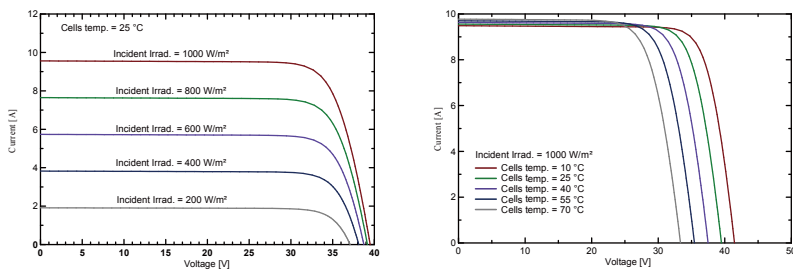 12
10
8
6
4
2
0
Current [A]
Cells temp. = 25 °C
Incident Irrad. = 1000 W/m²
Incident Irrad. = 800 W/m²
Incident Irrad. = 600 W/m²
Incident Irrad. = 400 W/m²
Incident Irrad. = 200 W/m²
0 5 10 15 20 25 30 35 40
Voltage [V]
10
8
6
4
2
0
Current [A]
Incident Irrad. = 1000 W/m²
Cells temp. = 10 °C
Cells temp. = 25 °C
Cells temp. = 40 °C
Cells temp. = 55 °C
Cells temp. = 70 °C
0 10 20 30 40 50
Voltage [V]